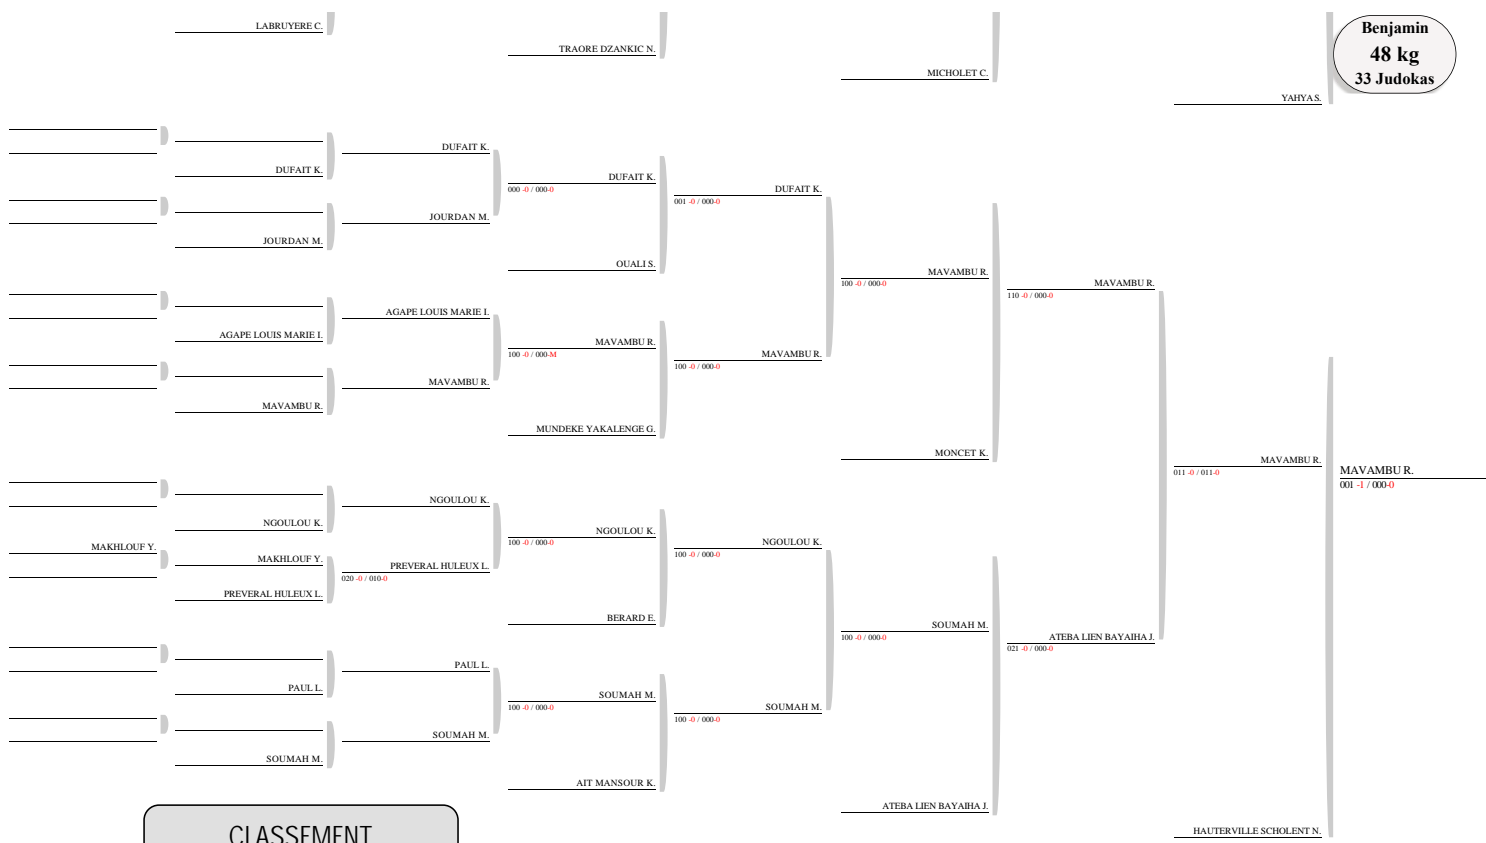 LABRUYERE C.
TRAORE DZANKIC N.
MICHOLET C.
YAHYA S.
Benjamin
48 kg
33 Judokas
DUFAIT K.
JOURDAN M.
AGAPE LOUIS MARIE I.
MAVAMBU R.
NGOULOU K.
MAKHLOUF Y.
MAKHLOUF Y.
PREVERAL HULEUX L.
PAUL L.
SOUMAH M.
DUFAIT K.
JOURDAN M.
AGAPE LOUIS MARIE I.
MAVAMBU R.
NGOULOU K.
PREVERAL HULEUX L.
020 -0 / 010-0
PAUL L.
SOUMAH M.
DUFAIT K.
000 -0 / 000-0
OUALI S.
MAVAMBU R.
100 -0 / 000-M
MUNDEKE YAKALENGE G.
NGOULOU K.
100 -0 / 000-0
BERARD E.
SOUMAH M.
100 -0 / 000-0
AIT MANSOUR K.
DUFAIT K.
001 -0 / 000-0
MAVAMBU R.
100 -0 / 000-0
NGOULOU K.
100 -0 / 000-0
SOUMAH M.
100 -0 / 000-0
MAVAMBU R.
100 -0 / 000-0
MONCET K.
SOUMAH M.
100 -0 / 000-0
ATEBA LIEN BAYAIHA J.
MAVAMBU R.
110 -0 / 000-0
ATEBA LIEN BAYAIHA J.
021 -0 / 000-0
MAVAMBU R.
011 -0 / 011-0
HAUTERVILLE SCHOLENT N.
MAVAMBU R.
001 -1 / 000-0
CLASSEMENT